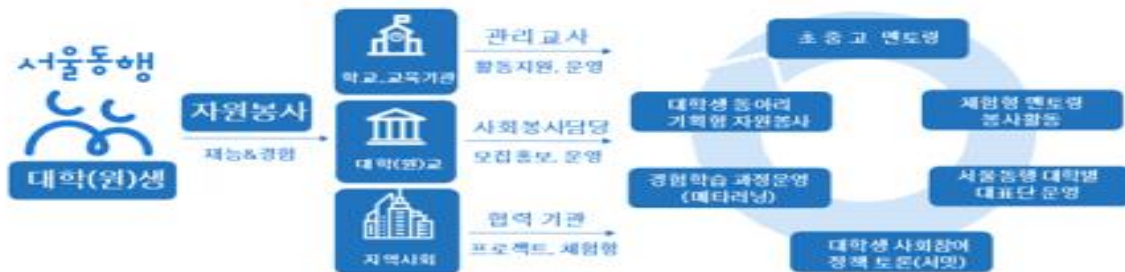 서울동행
대학(원)생
자원봉사
재능&경험
학교.교육기관
대학(원)교
지역사회
관리교사
활동지원, 운영
사회봉사담당
모집홍보, 운영
협력 기관
프로젝트, 체험형
초 중 고 멘토링
대학생 동아리
기획형 자원봉사
체험형 멘토링
봉사활동
경험학습 과정운영
(메타러닝)
서울동행 대학별
대표단 운영
대학생 사회참여
정책 토론(서밋)